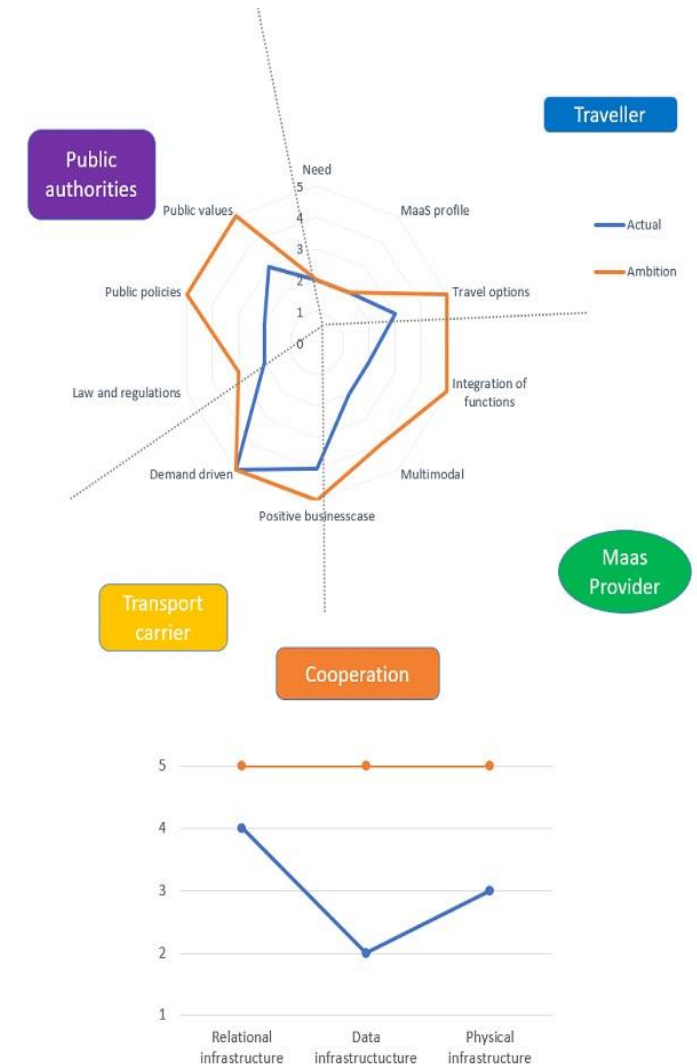 Traveller
Public
authorities
Need
5
4
3
2
1
0
MaaS profile
Public values
Actual
Ambition
Public policies
Travel options
Law and regulations
Integration of
functions
Demand driven
Multimodal
Positive businesscase
Maas
Provider
Transport
carrier
Cooperation
5
4
3
2
1
Relational
infrastructure
Data
infrastructucture
Physical
infrastructure